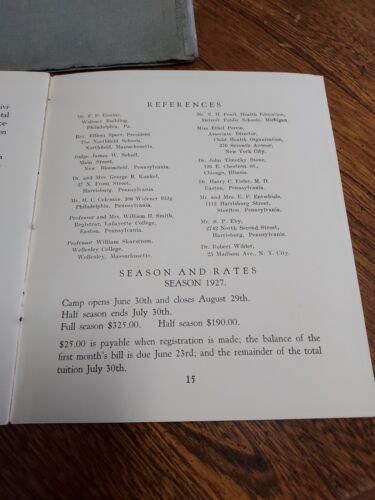 REFERENCES
Widener Building,
Philadelphia, Pa.
Rev. Elliott Speer, President
The Northfield Schools,
Northfield, Massachusetts,
Judge James W. Schull,
Main Street,
New Bloomfield, Pennsylvania.
Dr. and Mrs. George R. Kunkel,
N. Front Street,
Harrisburg, Pennsylvania.
Mr. H. C. Coleman, 300 Widener Bldg
Philadelphia, Pennsylvania.
Professor and Mrs. William H. Smith,
Registrar, Lafayette College,
Easton, Pennsylvania.
Professor William Skarstrom,
Wellesley College,
Wellesley, Massachusetts.
Health Education,
Detroit Public Schools, Michigan.
Miss Ethel Perrin,
Associate Director,
Child Health Organization,
370 Seventh Avenue,
New York City.
Dr. John Timothy Stone,
E. Chestnut St.,
Chicago, Illinois.
Dr. Harry C. Fisher, M. D.
Easton, Pennsylvania.
Mr. and Mrs. E. F. Entwhisle,
Harrisburg Street,
Steelton, Pennsylvania.
Mr. S. P. Eby,
2742 North Second Street,
Harrisburg, Pennsylvania.
Dr. Robert Wildet,
25 Madison Ave., N. Y. City.
SEASON AND RATES
SEASON 1927.
Camp opens June 30th and closes August 29th.
Half season ends July 30th.
Full season $325.00. Half season $190.00.
$25.00 is payable when registration is made; the balance of the
first month's bill is due June 23rd; and the remainder of the total
tuition July 30th.
15